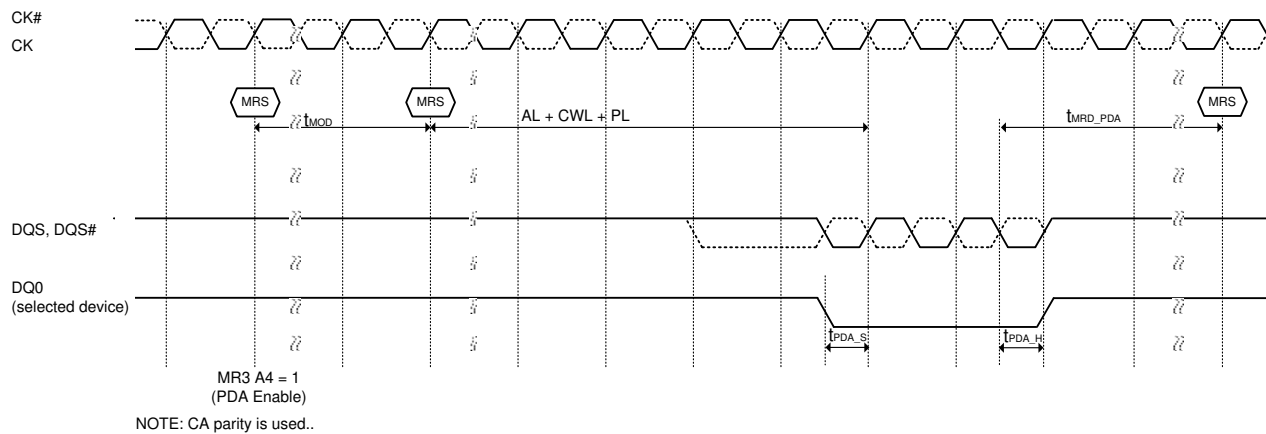 CK#
CK
MRS
MRS
MRS
tMOD
AL + CWL + PL
tMRD_PDA
DQS, DQS#
DQ0
(selected device)
tPDA_S
tPDA_H
MR3 A4 = 1
(PDA Enable)
NOTE: CA parity is used..